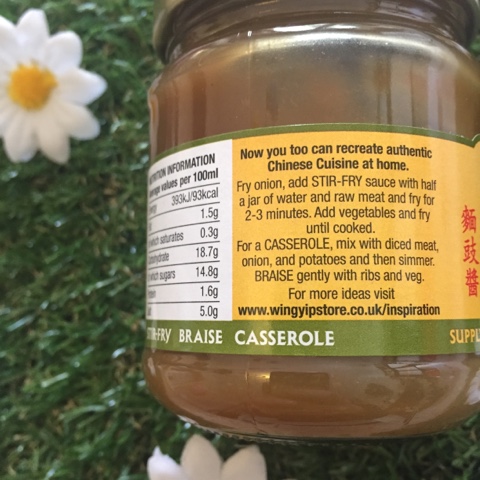 NUTRITION INFORMATION
values per 100ml
393kJ/93kcal
1.5g
which saturates 0.3g
18.7g
which sugars 14.8g
1.6g
5.0g
Now you too can recreate authentic
Chinese Cuisine at home.
Fry onion, add STIR-FRY sauce with half
a jar of water and raw meat and fry for
2-3 minutes. Add vegetables and fry
until cooked.
For a CASSEROLE, mix with diced meat,
onion, and potatoes and then simmer.
BRAISE gently with ribs and veg.
For more ideas visit
www.wingyipstore.co.uk/inspiration
STIR-FRY BRAISE CASSEROLE
麵豉醬
SUPPL